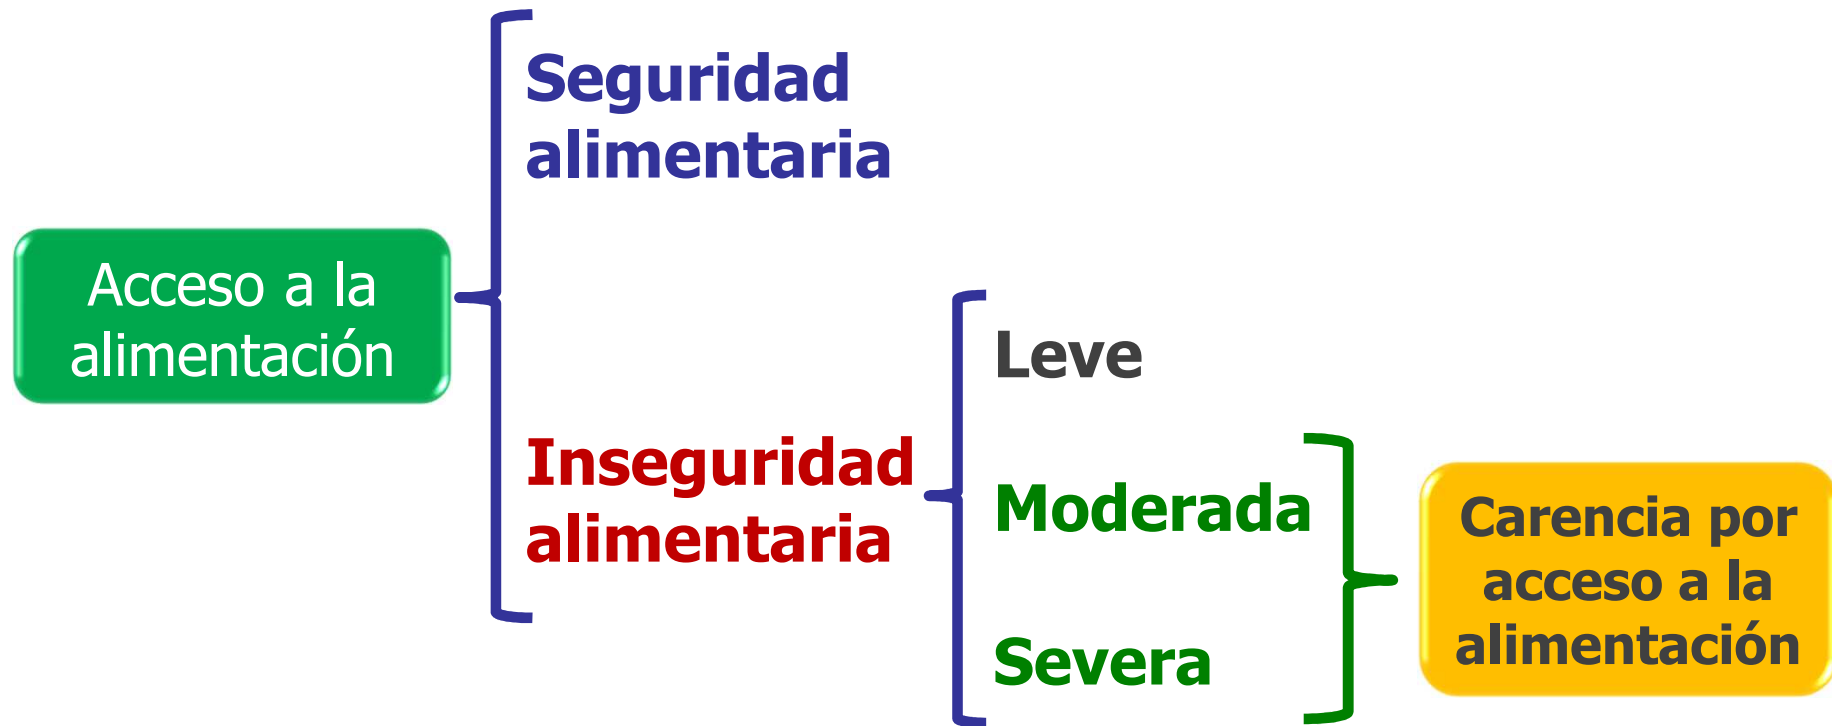 Seguridad
alimentaria
Acceso a la
alimentación
Inseguridad
alimentaria
Leve
Moderada
Severa
Carencia por
acceso a la
alimentación